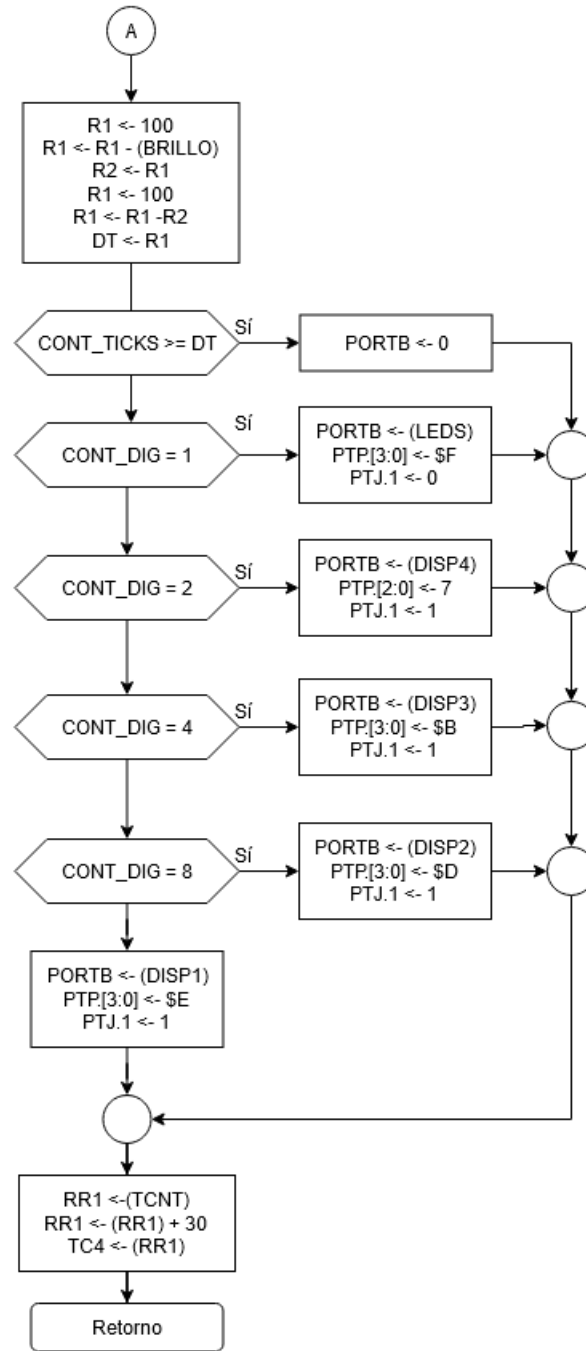 A
R1 <- 100
R1 <- R1 - (BRILLO)
R2 <- R1
R1 <- 100
R1 <- R1 -R2
DT <- R1
CONT_TICKS >= DT
Sí
PORTB <- 0
CONT_DIG = 1
Sí
PORTB <- (LEDS)
PTP.[3:0] <- $F
PTJ.1 <- 0
CONT_DIG = 2
Sí
PORTB <- (DISP4)
PTP.[2:0] <- 7
PTJ.1 <- 1
CONT_DIG = 4
Sí
PORTB <- (DISP3)
PTP.[3:0] <- $B
PTJ.1 <- 1
CONT_DIG = 8
Sí
PORTB <- (DISP2)
PTP.[3:0] <- $D
PTJ.1 <- 1
PORTB <- (DISP1)
PTP.[3:0] <- $E
PTJ.1 <- 1
RR1 <-(TCNT)
RR1 <- (RR1) + 30
TC4 <- (RR1)
Retorno